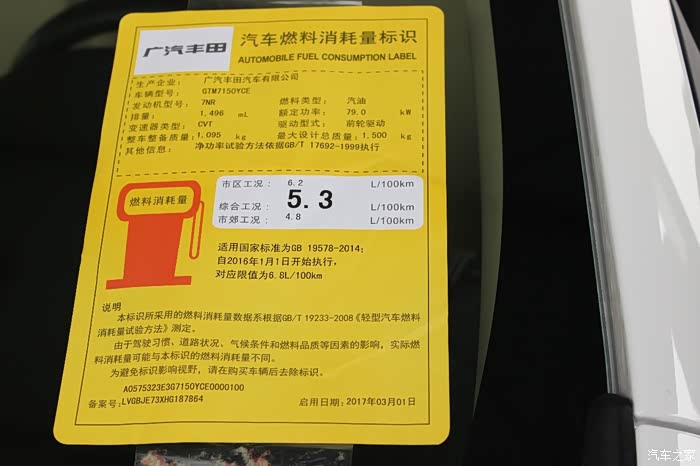 广汽丰田
汽车燃料消耗量标识
AUTOMOBILE FUEL CONSUMPTION LABEL
生产企业: 广汽丰田汽车有限公司
车辆型号: GTM7150YCE
发动机型号: 7NR 燃料类型: 汽油
排量: 1,496 mL 额定功率: 79.0 kW
变速器类型: CVT 驱动型式: 前轮驱动
整车整备质量: 1,095 kg 最大设计总质量: 1,500 kg
其他信息: 净功率试验方法依据GB/T 17692-1999执行
燃料消耗量
市区工况: 6.2 L/100km
综合工况: 5.3 L/100km
市郊工况: 4.8 L/100km
适用国家标准为GB 19578-2014;
自2016年1月1日开始执行,
对应限值为6.8L/100km
说明
本标识所采用的燃料消耗量数据系根据GB/T 19233-2008《轻型汽车燃料
消耗量试验方法》测定。
由于驾驶习惯、道路状况、气候条件和燃料品质等因素的影响,实际燃
料消耗量可能与本标识的燃料消耗量不同。
为避免标识影响视野,请在购买车辆后去除标识。
A0575323E3G7150YCE0000100
备案号: LVGBJE73XHG187864 启用日期: 2017年03月01日
汽车之家